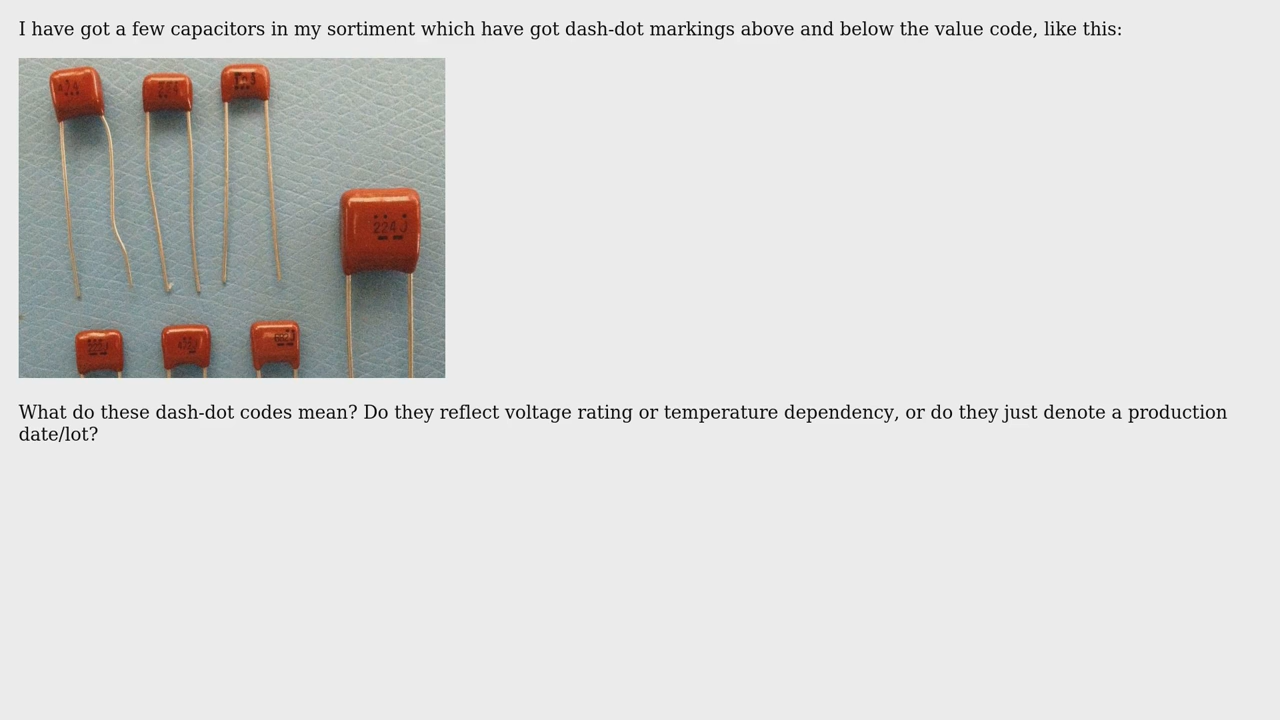 I have got a few capacitors in my sortiment which have got dash-dot markings above and below the value code, like this:
224J
What do these dash-dot codes mean? Do they reflect voltage rating or temperature dependency, or do they just denote a production
date/lot?